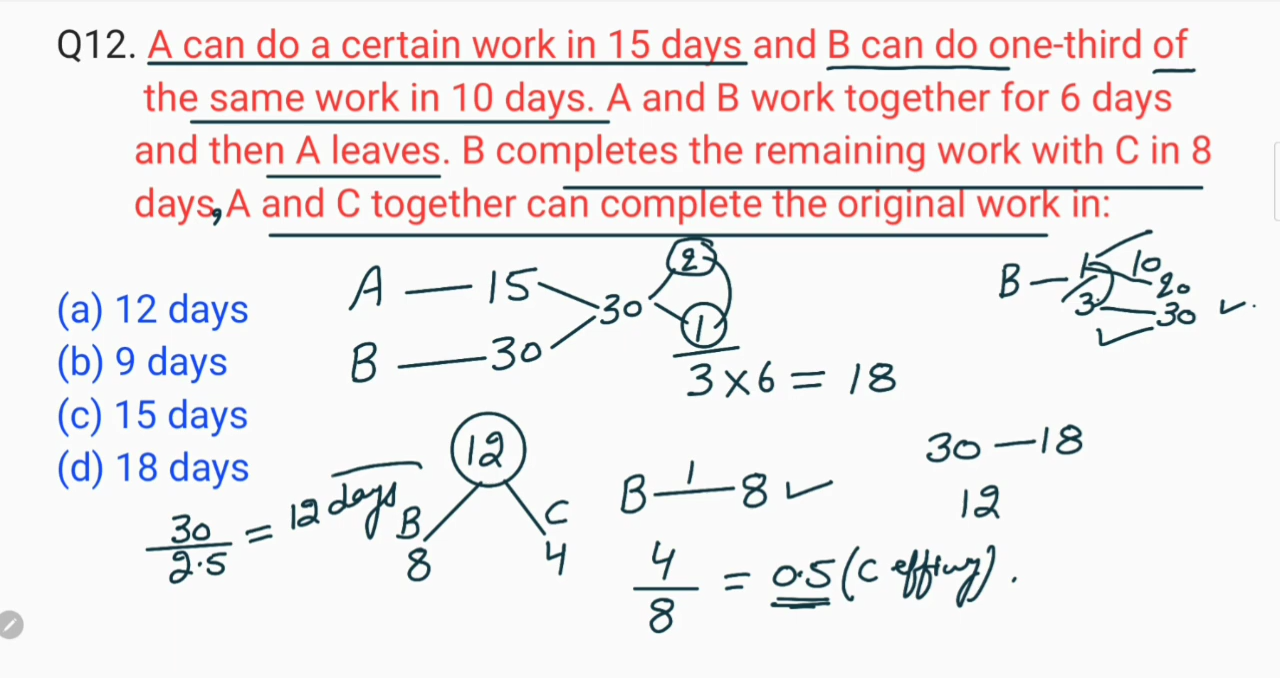 Q12. A can do a certain work in 15 days and B can do one-third of
the same work in 10 days. A and B work together for 6 days
and then A leaves. B completes the remaining work with C in 8
days, A and C together can complete the original work in:
(a) 12 days
(b) 9 days
(c) 15 days
(d) 18 days
A — 15
B — 30
30
2
1
3 x 6 = 18
B — 1/3
10
20
30 ✓.
✓
30 — 18
12
12
B 8
C 4
B — 1 — 8 ✓
4/8 = 0.5 (C
30/2.5 = 12 days